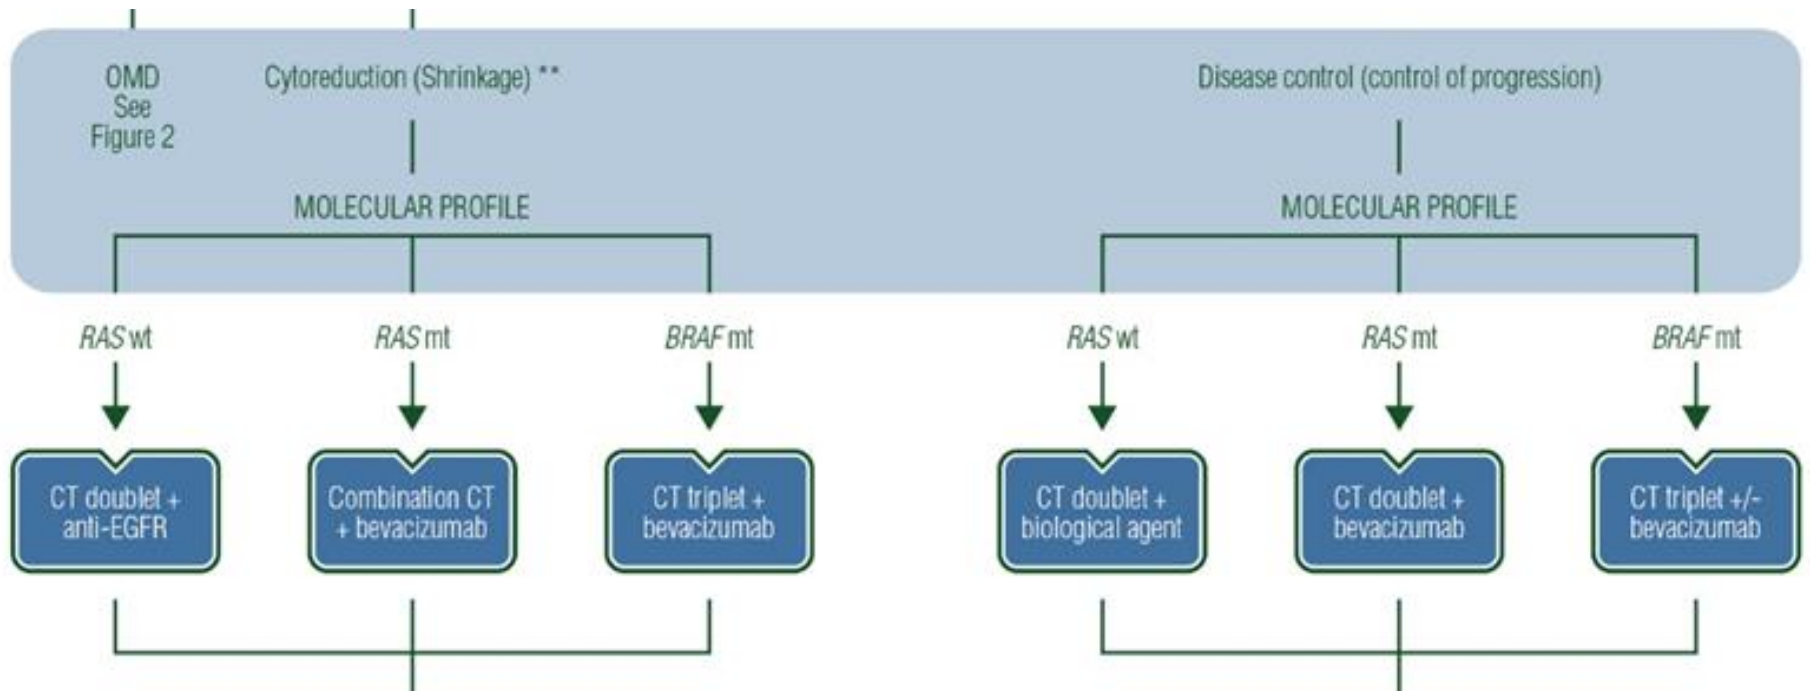 OMD
See
Figure 2
Cytoreduction (Shrinkage) **
Disease control (control of progression)
MOLECULAR PROFILE
MOLECULAR PROFILE
RAS wt
RAS mt
BRAF mt
RAS wt
RAS mt
BRAF mt
CT doublet +
anti-EGFR
Combination CT
+ bevacizumab
CT triplet +
bevacizumab
CT doublet +
biological agent
CT doublet +
bevacizumab
CT triplet +/-
bevacizumab